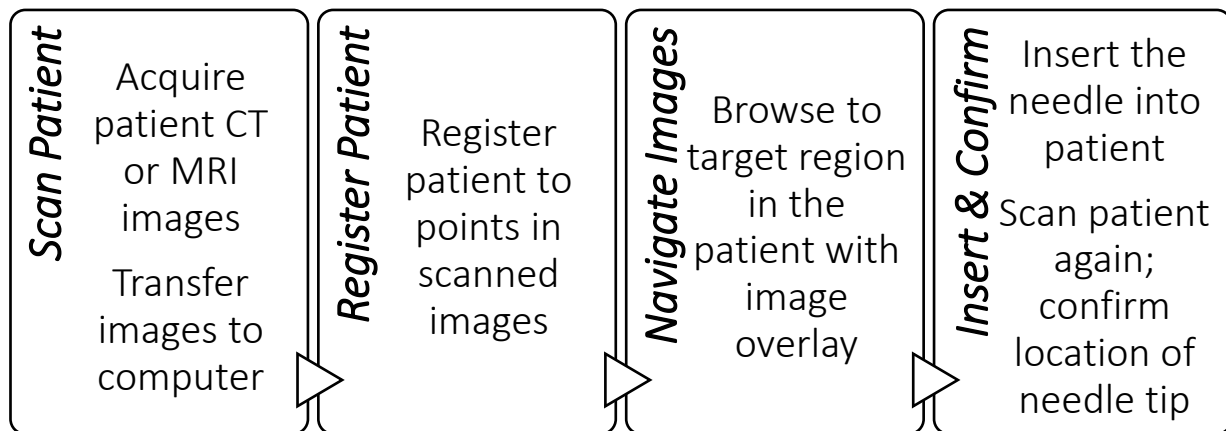 Scan Patient
Acquire
patient CT
or MRI
images
Transfer
images to
computer
Register Patient
Register
patient to
points in
scanned
images
Navigate Images
Browse to
target region
in the
patient with
image
overlay
Insert & Confirm
Insert the
needle into
patient
Scan patient
again;
confirm
location of
needle tip